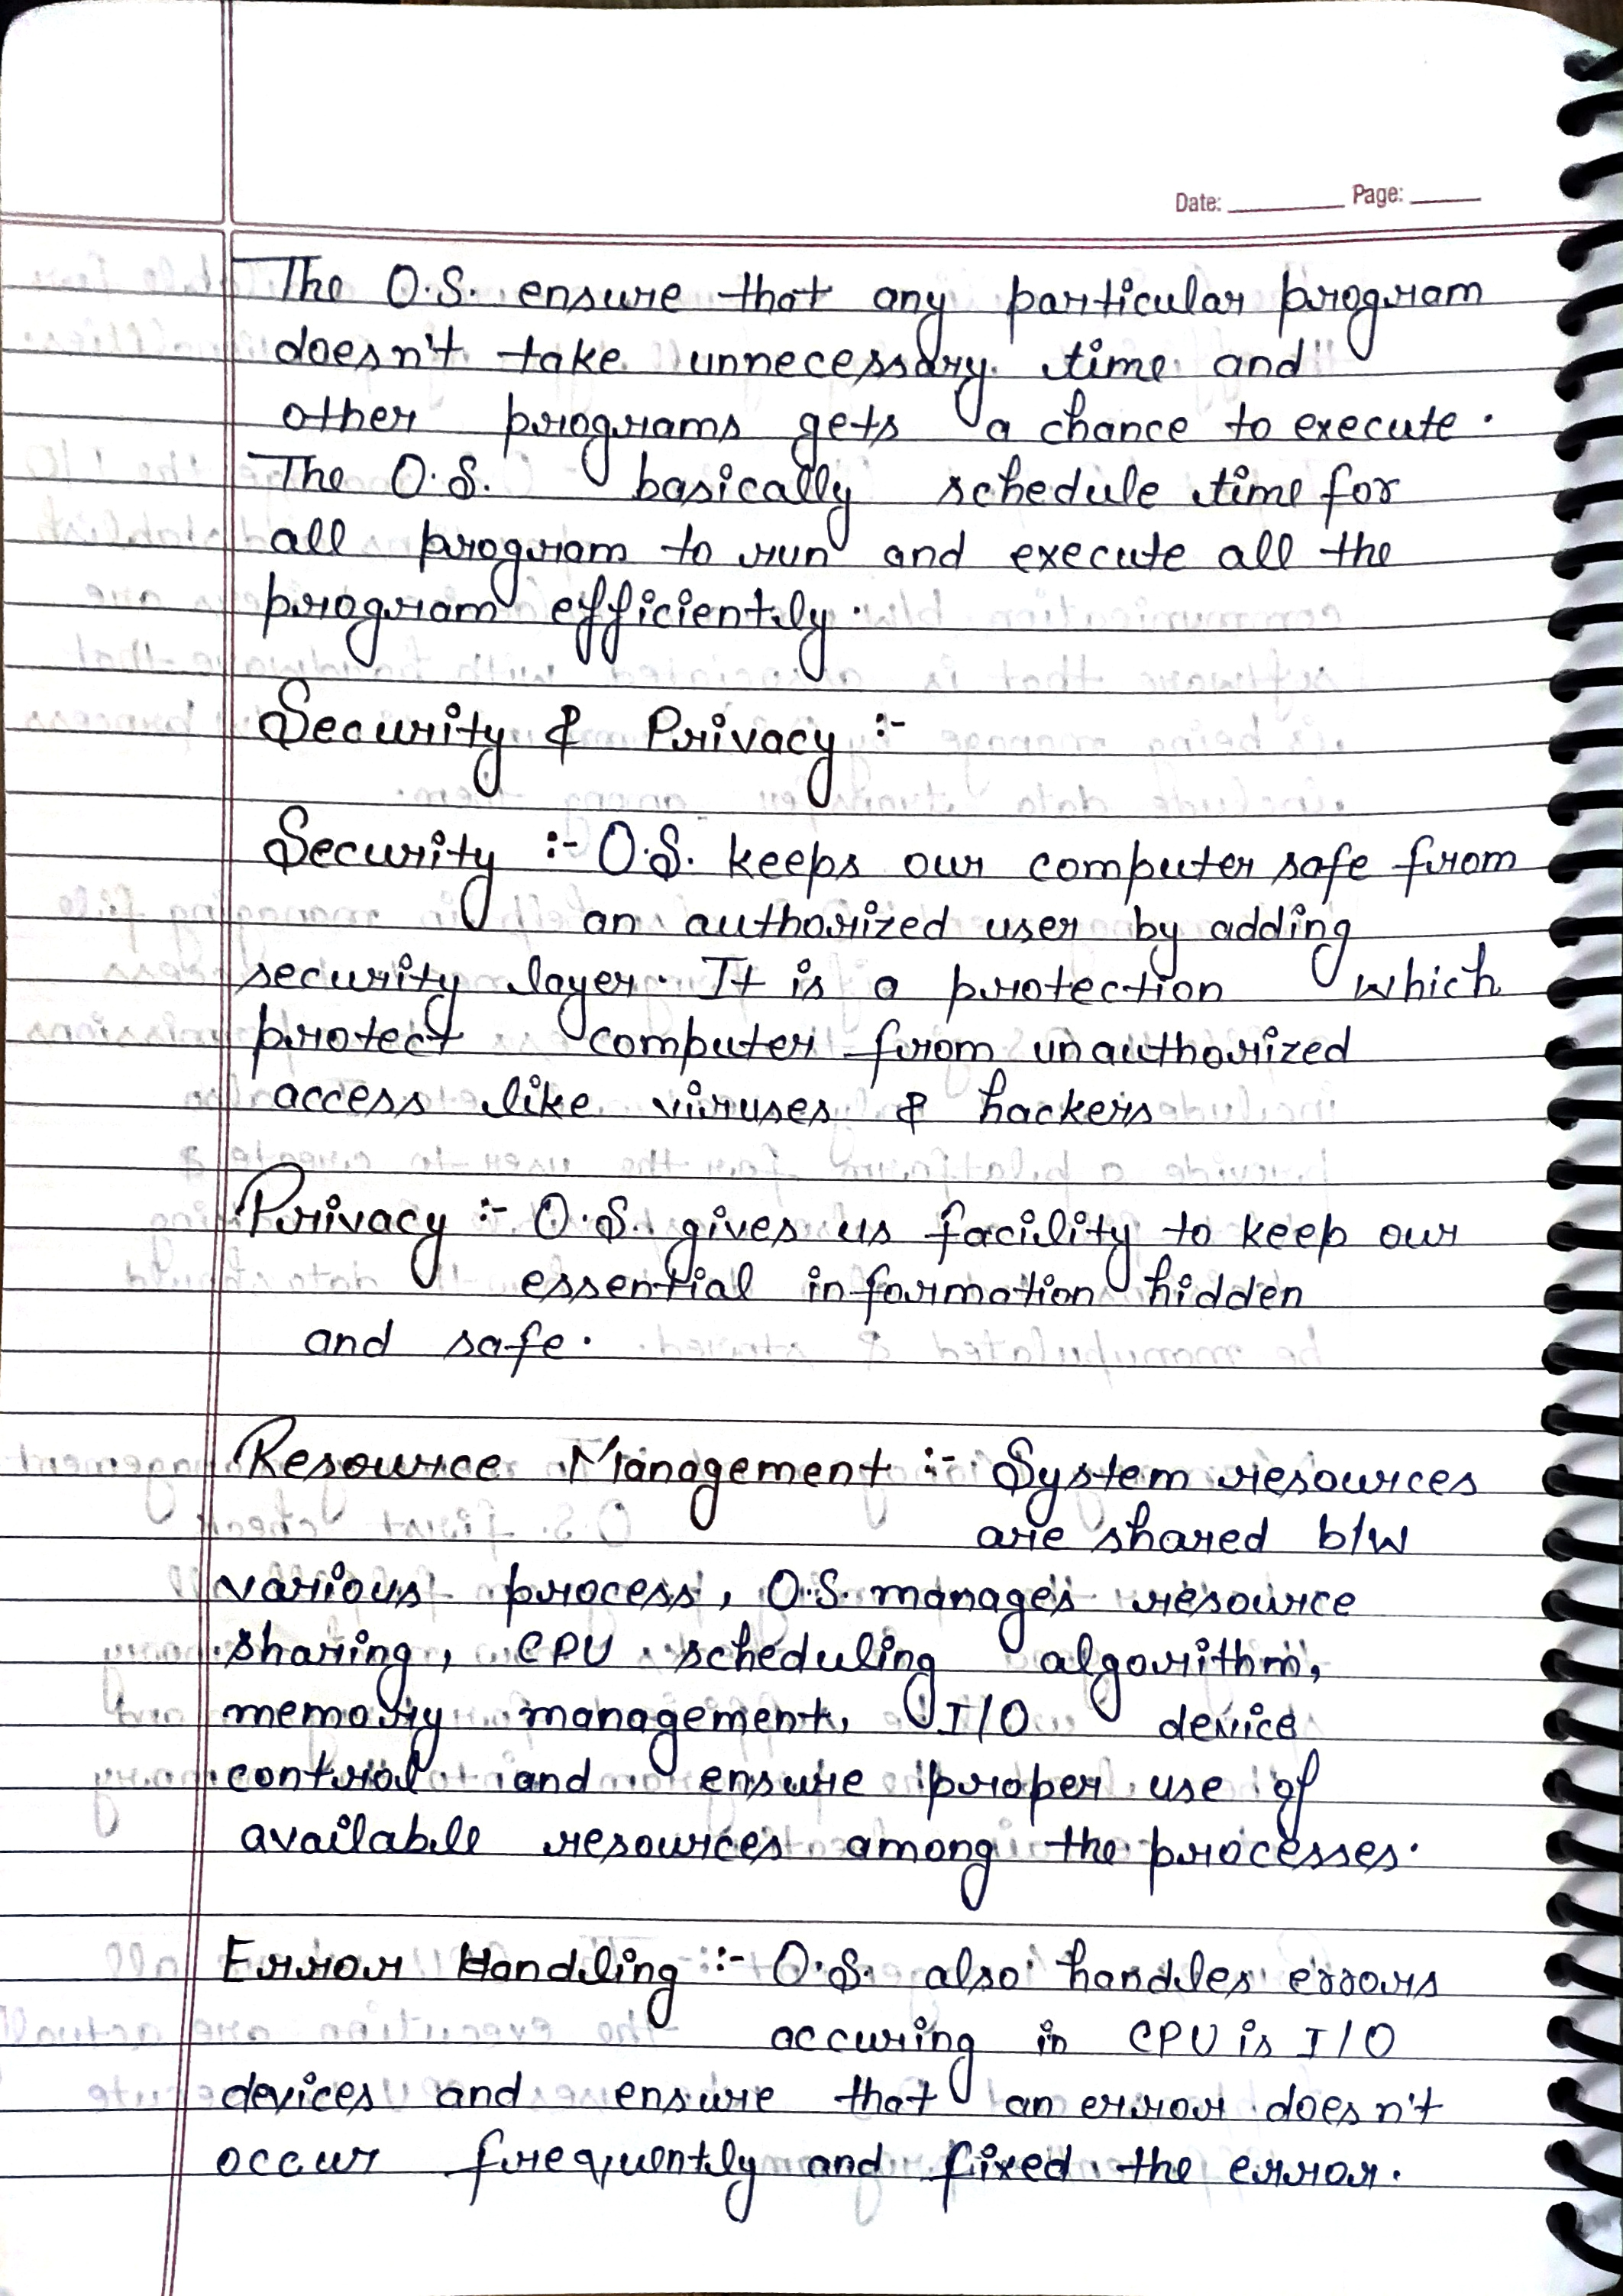 Date: Page:
The O.S. ensure that any particular program
doesn't take unnecessary time and
other programs gets a chance to execute.
The O.S. basically schedule time for
all program to run and execute all the
program efficiently.
Security & Privacy :-
Security :- O.S. keeps our computer safe from
an authorized user by adding
security layer. It is a protection which
protect computer from unauthorized
access like viruses & hackers
Privacy :- O.S. gives us facility to keep our
essential information hidden
and safe.
Resource Management :- System resources
are shared b/w
various process, O.S. manages resource
sharing, CPU scheduling algorithm,
memory management, I/O device
control and ensure proper use of
available resources among the processes.
Error Handling :- O.S. also handles errors
accuring in CPU is I/O
devices and ensure that an error doesn't
occur frequently and fixed the error.